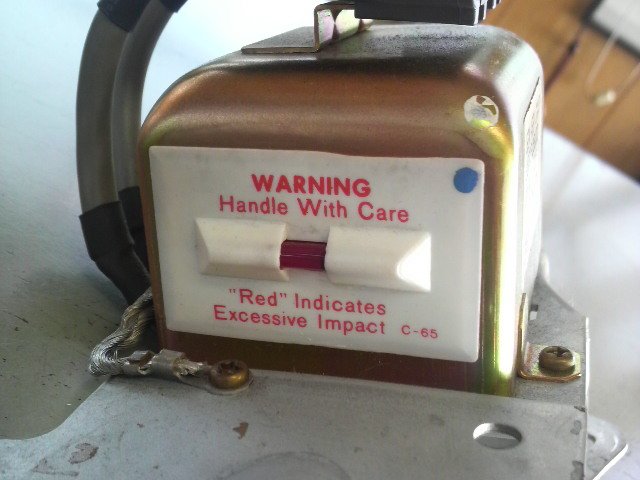 WARNING
Handle With Care
"Red" Indicates
Excessive Impact C-65